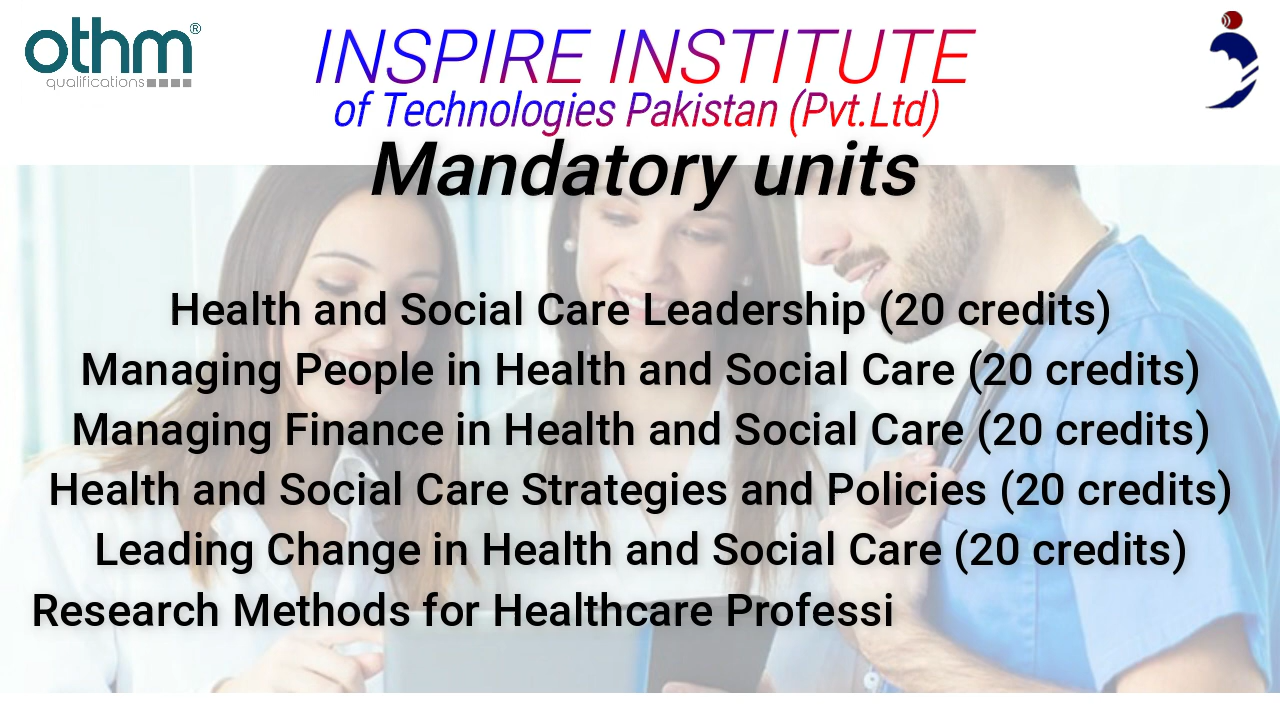 othm®
qualifications
INSPIRE INSTITUTE
of Technologies Pakistan (Pvt.Ltd)
Mandatory units
Health and Social Care Leadership (20 credits)
Managing People in Health and Social Care (20 credits)
Managing Finance in Health and Social Care (20 credits)
Health and Social Care Strategies and Policies (20 credits)
Leading Change in Health and Social Care (20 credits)
Research Methods for Healthcare Professi